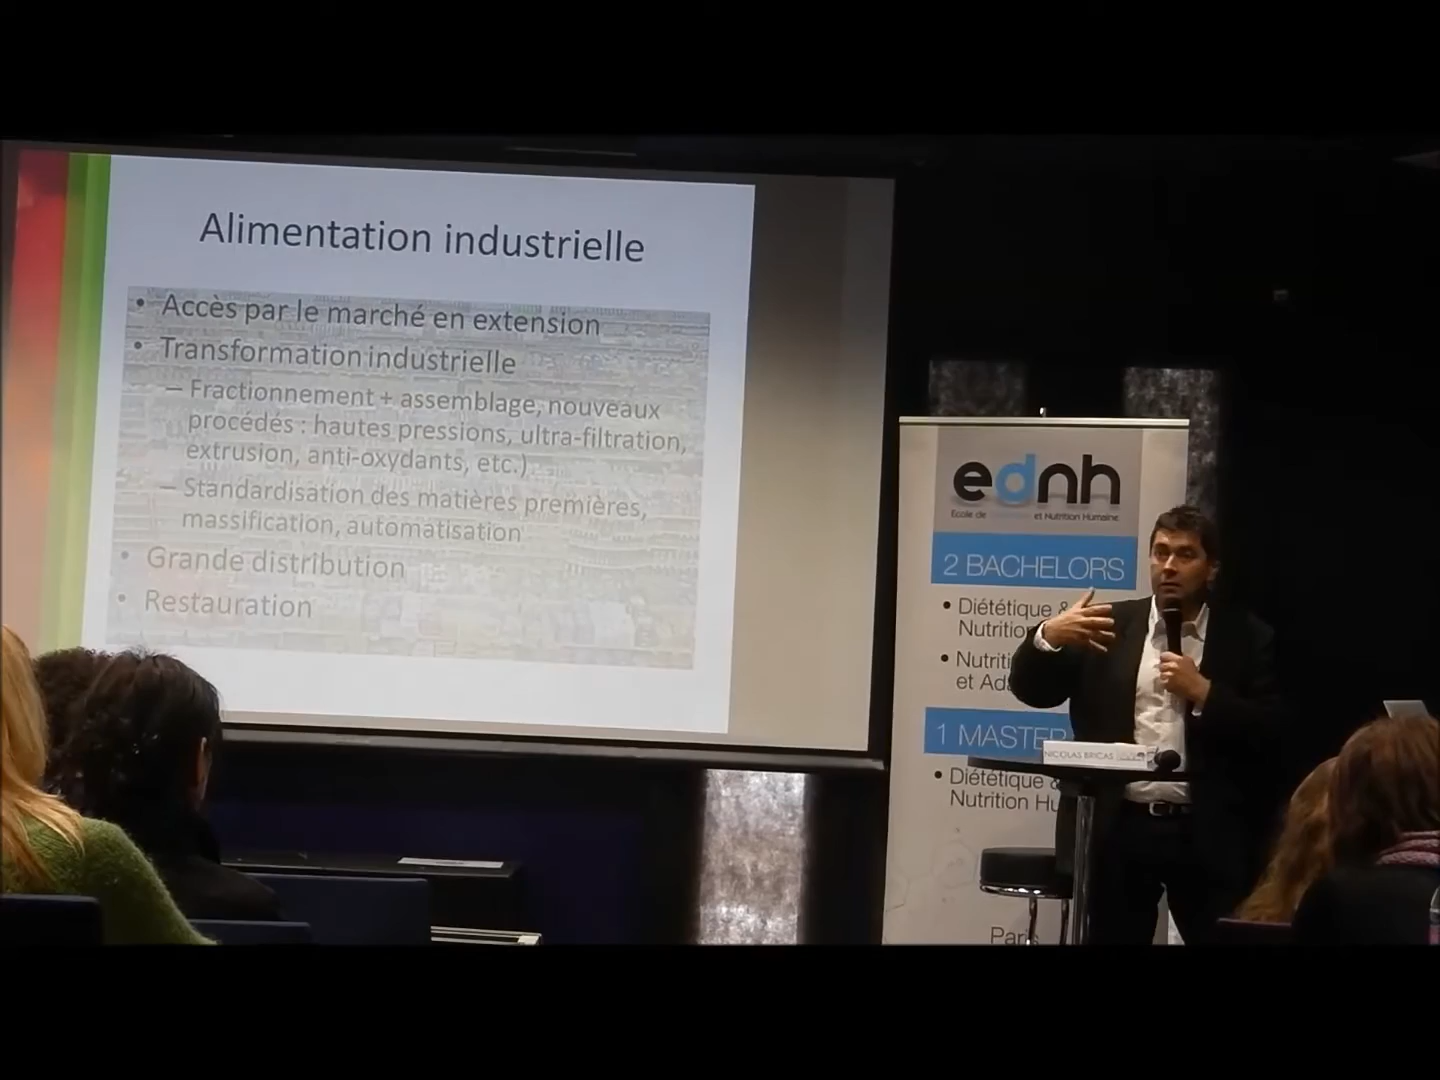 Alimentation industrielle
• Accès par le marché en extension
• Transformation industrielle
– Fractionnement + assemblage, nouveaux
procédés : hautes pressions, ultra-filtration,
extrusion, anti-oxydants, etc.)
– Standardisation des matières premières,
massification, automatisation
• Grande distribution
• Restauration
ednh
Ecole de et Nutrition Humaine
2 BACHELORS
• Diététique &
Nutrition
• Nutriti
et Ad
1 MASTER
• Diététique &
Nutrition Hu
Paris
NICOLAS BRICAS